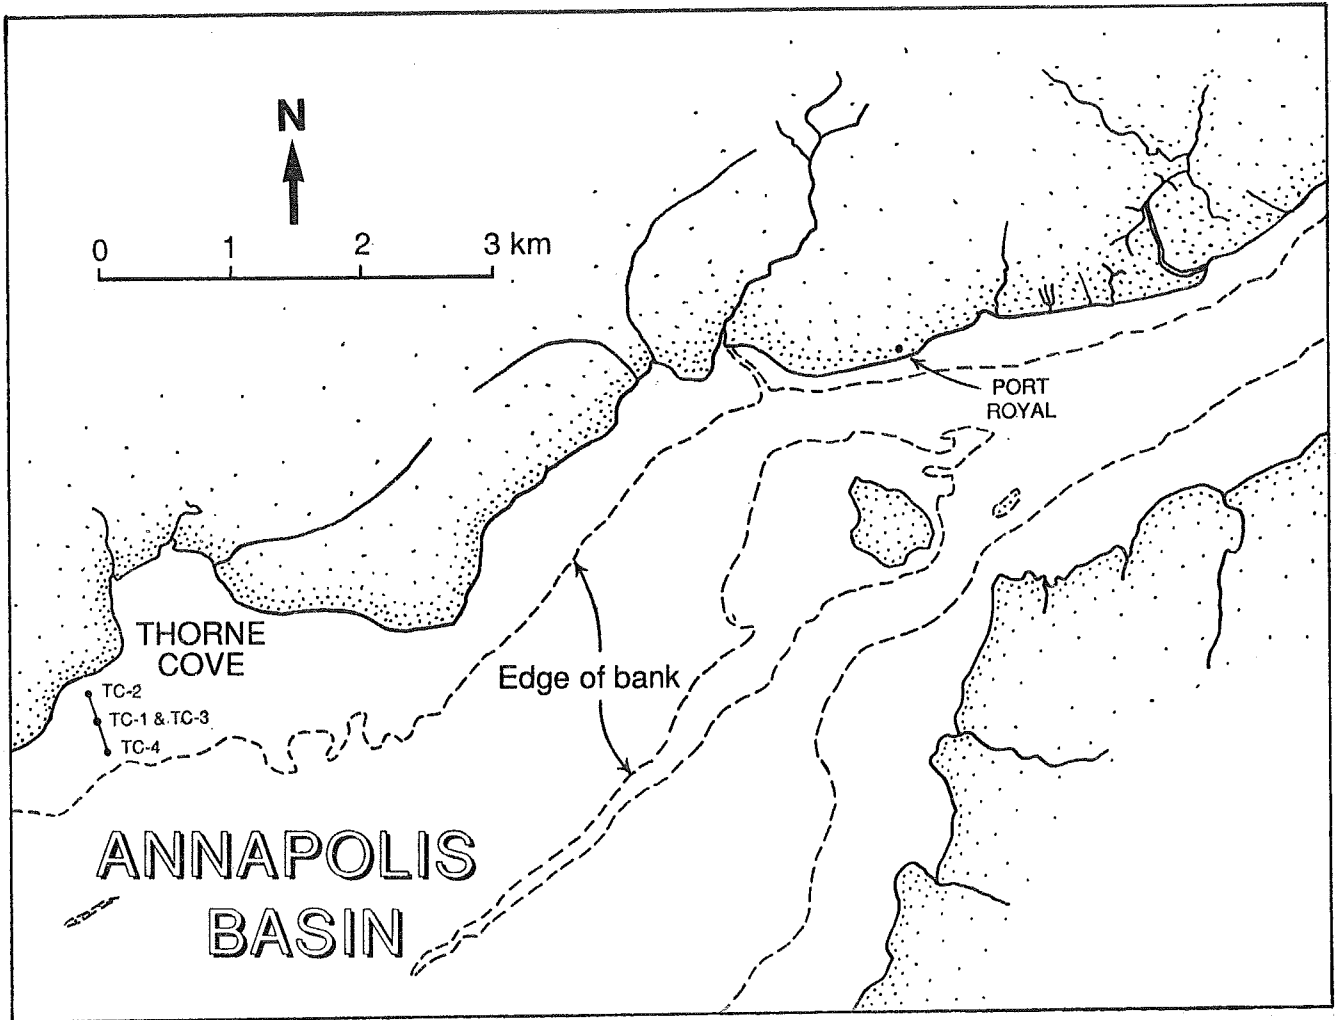 N
0 1 2 3 km
PORT
ROYAL
THORNE
COVE
Edge of bank
TC-2
TC-1 & TC-3
TC-4
ANNAPOLIS
BASIN